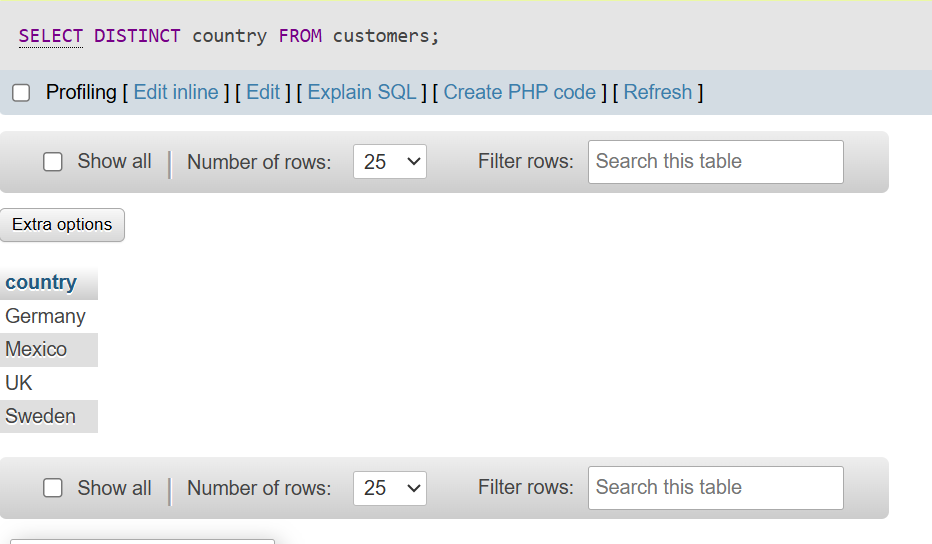 SELECT DISTINCT country FROM customers;
Profiling [ Edit inline ] [ Edit ] [ Explain SQL ] [ Create PHP code ] [ Refresh ]
Show all | Number of rows: 25 Filter rows: Search this table
Extra options
country
Germany
Mexico
UK
Sweden
Show all | Number of rows: 25 Filter rows: Search this table